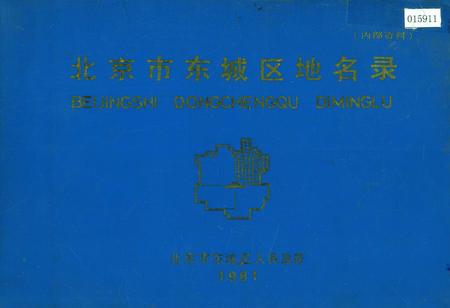 015911
(内部资料)
北京市东城区地名录
BEIJINGSHI DONGCHENGQU DIMINGLU
北京市东城区人民政府
1981